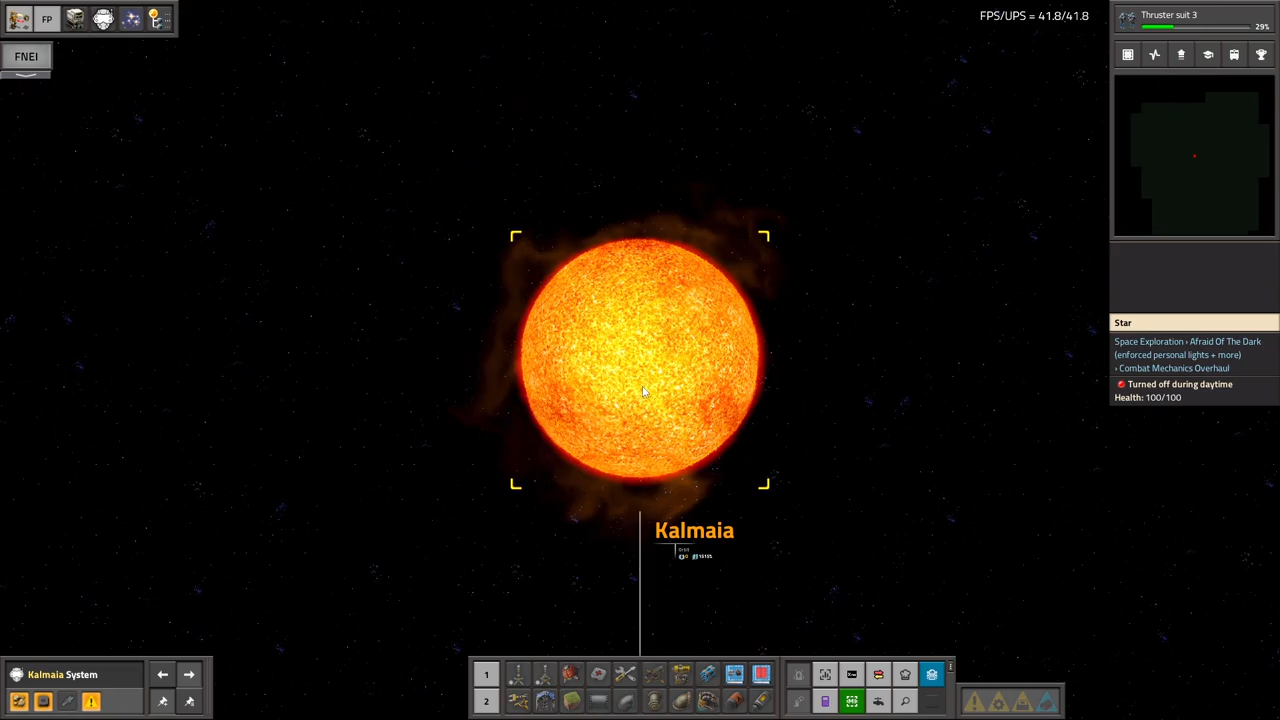 FP
FPS/UPS = 41.8/41.8
Thruster suit 3
29%
FNEI
Star
Space Exploration › Afraid Of The Dark
(enforced personal lights + more)
› Combat Mechanics Overhaul
Turned off during daytime
Health: 100/100
Kalmaia
Orbit
Kalmaia System
1
2